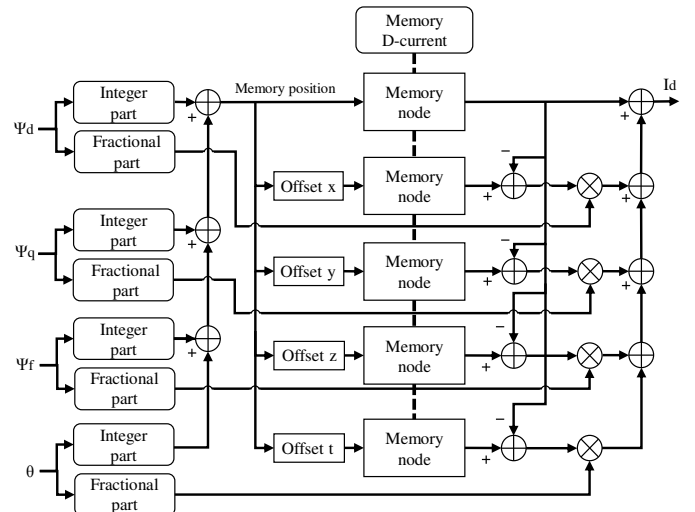 Memory
D-current
Ψd
Integer
part
+
Memory position
Memory
node
+
Id
Fractional
part
−
Offset x
Memory
node
+
+
Ψq
Integer
part
+
−
Offset y
Memory
node
+
+
Fractional
part
Ψf
Integer
part
+
−
Offset z
Memory
node
+
Fractional
part
θ
Integer
part
−
Offset t
Memory
node
+
Fractional
part